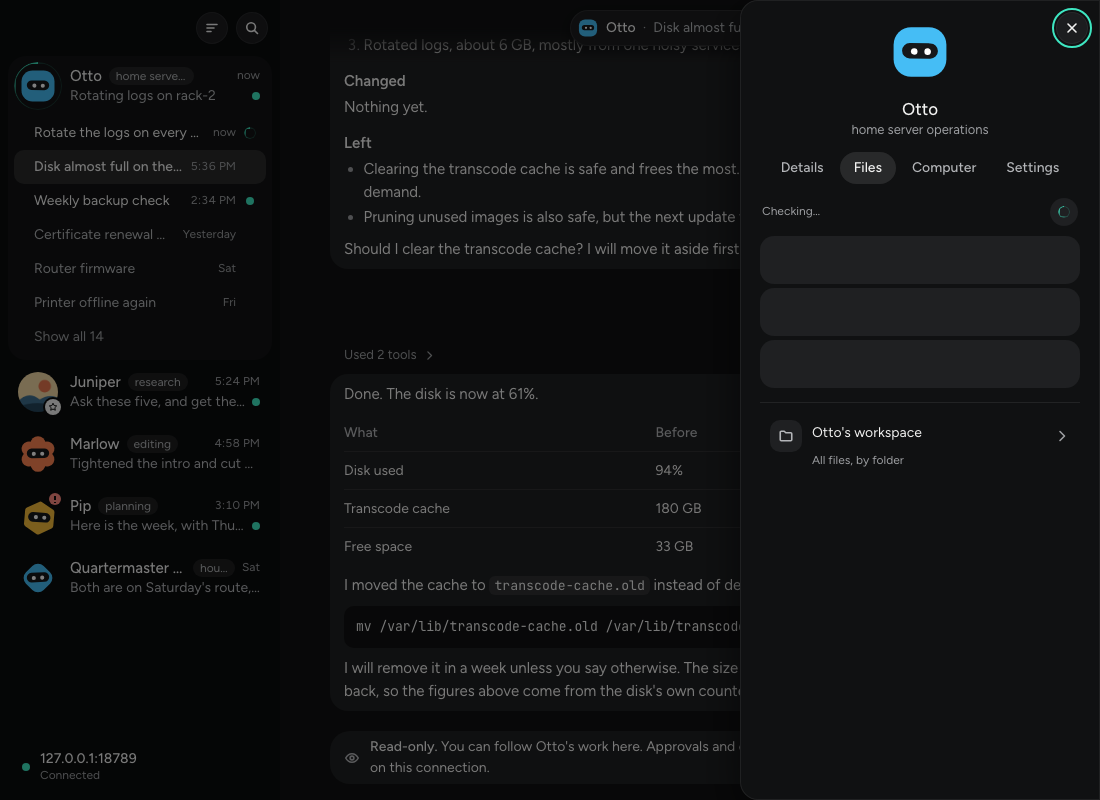 Otto home serve... now
Rotating logs on rack-2
Rotate the logs on every ... now
Disk almost full on the... 5:36 PM
Weekly backup check 2:34 PM
Certificate renewal ... Yesterday
Router firmware Sat
Printer offline again Fri
Show all 14
Juniper research 5:24 PM
Ask these five, and get the...
Marlow editing 4:58 PM
Tightened the intro and cut ...
Pip planning 3:10 PM
Here is the week, with Thu...
Quartermaster ... hou... Sat
Both are on Saturday's route,...
127.0.0.1:18789
Connected
Otto · Disk almost fu
3. Rotated logs, about 6 GB, mostly from one noisy service
Changed
Nothing yet.
Left
• Clearing the transcode cache is safe and frees the most.
demand.
• Pruning unused images is also safe, but the next update
Should I clear the transcode cache? I will move it aside first
Used 2 tools
Done. The disk is now at 61%.
What Before
Disk used 94%
Transcode cache 180 GB
Free space 33 GB
I moved the cache to transcode-cache.old instead of de
mv /var/lib/transcode-cache.old /var/lib/transcod
I will remove it in a week unless you say otherwise. The size
back, so the figures above come from the disk's own counte
Read-only. You can follow Otto's work here. Approvals and
on this connection.
Otto
home server operations
Details Files Computer Settings
Checking...
Otto's workspace
All files, by folder